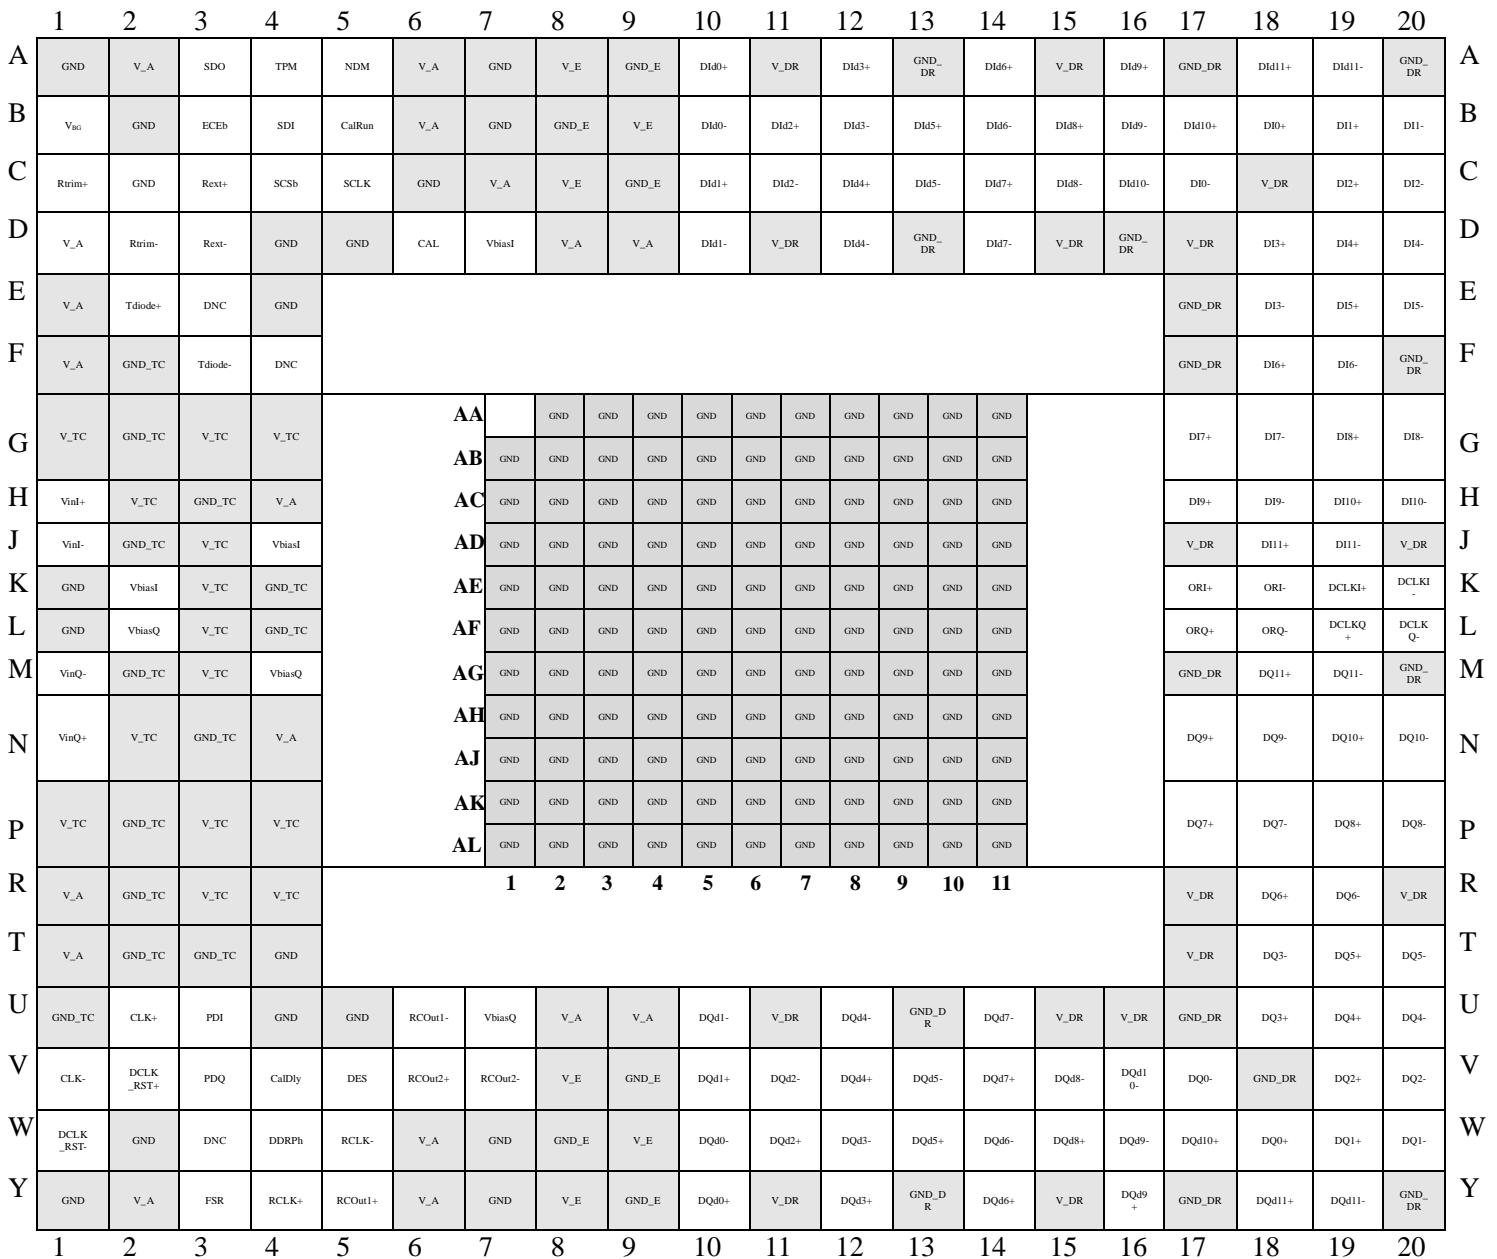 1 2 3 4 5 6 7 8 9 10 11 12 13 14 15 16 17 18 19 20
A GND V_A SDO TPM NDM V_A GND V_E GND_E DId0+ V_DR DId3+ GND_DR DId6+ V_DR DId9+ GND_DR DId11+ DId11- GND_DR A
B VBG GND ECEb SDI CalRun V_A GND GND_E V_E DId0- DId2+ DId3- DId5+ DId6- DId8+ DId9- DId10+ DI0+ DI1+ DI1- B
C Rtrim+ GND Rext+ SCSb SCLK GND V_A V_E GND_E DId1+ DId2- DId4+ DId5- DId7+ DId8- DId10- DI0- V_DR DI2+ DI2- C
D V_A Rtrim- Rext- GND GND CAL VbiasI V_A V_A DId1- V_DR DId4- GND_DR DId7- V_DR GND_DR V_DR DI3+ DI4+ DI4- D
E V_A Tdiode+ DNC GND GND_DR DI3- DI5+ DI5- E
F V_A GND_TC Tdiode- DNC GND_DR DI6+ DI6- GND_DR F
AA GND GND GND GND GND GND GND GND GND GND
G V_TC GND_TC V_TC V_TC DI7+ DI7- DI8+ DI8- G
AB GND GND GND GND GND GND GND GND GND GND GND
H VinI+ V_TC GND_TC V_A AC GND GND GND GND GND GND GND GND GND GND GND DI9+ DI9- DI10+ DI10- H
J VinI- GND_TC V_TC VbiasI AD GND GND GND GND GND GND GND GND GND GND GND V_DR DI11+ DI11- V_DR J
K GND VbiasI V_TC GND_TC AE GND GND GND GND GND GND GND GND GND GND GND ORI+ ORI- DCLKI+ DCLKI- K
L GND VbiasQ V_TC GND_TC AF GND GND GND GND GND GND GND GND GND GND GND ORQ+ ORQ- DCLKQ+ DCLKQ- L
M VinQ- GND_TC V_TC VbiasQ AG GND GND GND GND GND GND GND GND GND GND GND GND_DR DQ11+ DQ11- GND_DR M
AH GND GND GND GND GND GND GND GND GND GND GND
N VinQ+ V_TC GND_TC V_A DQ9+ DQ9- DQ10+ DQ10- N
AJ GND GND GND GND GND GND GND GND GND GND GND
AK GND GND GND GND GND GND GND GND GND GND GND
P V_TC GND_TC V_TC V_TC DQ7+ DQ7- DQ8+ DQ8- P
AL GND GND GND GND GND GND GND GND GND GND GND
1 2 3 4 5 6 7 8 9 10 11
R V_A GND_TC V_TC V_TC V_DR DQ6+ DQ6- V_DR R
T V_A GND_TC GND_TC GND V_DR DQ3- DQ5+ DQ5- T
U GND_TC CLK+ PDI GND GND RCOut1- VbiasQ V_A V_A DQd1- V_DR DQd4- GND_DR DQd7- V_DR V_DR GND_DR DQ3+ DQ4+ DQ4- U
V CLK- DCLK_RST+ PDQ CalDly DES RCOut2+ RCOut2- V_E GND_E DQd1+ DQd2- DQd4+ DQd5- DQd7+ DQd8- DQd10- DQ0- GND_DR DQ2+ DQ2- V
W DCLK_RST- GND DNC DDRPh RCLK- V_A GND GND_E V_E DQd0- DQd2+ DQd3- DQd5+ DQd6- DQd8+ DQd9- DQd10+ DQ0+ DQ1+ DQ1- W
Y GND V_A FSR RCLK+ RCOut1+ V_A GND V_E GND_E DQd0+ V_DR DQd3+ GND_DR DQd6+ V_DR DQd9+ GND_DR DQd11+ DQd11- GND_DR Y
1 2 3 4 5 6 7 8 9 10 11 12 13 14 15 16 17 18 19 20